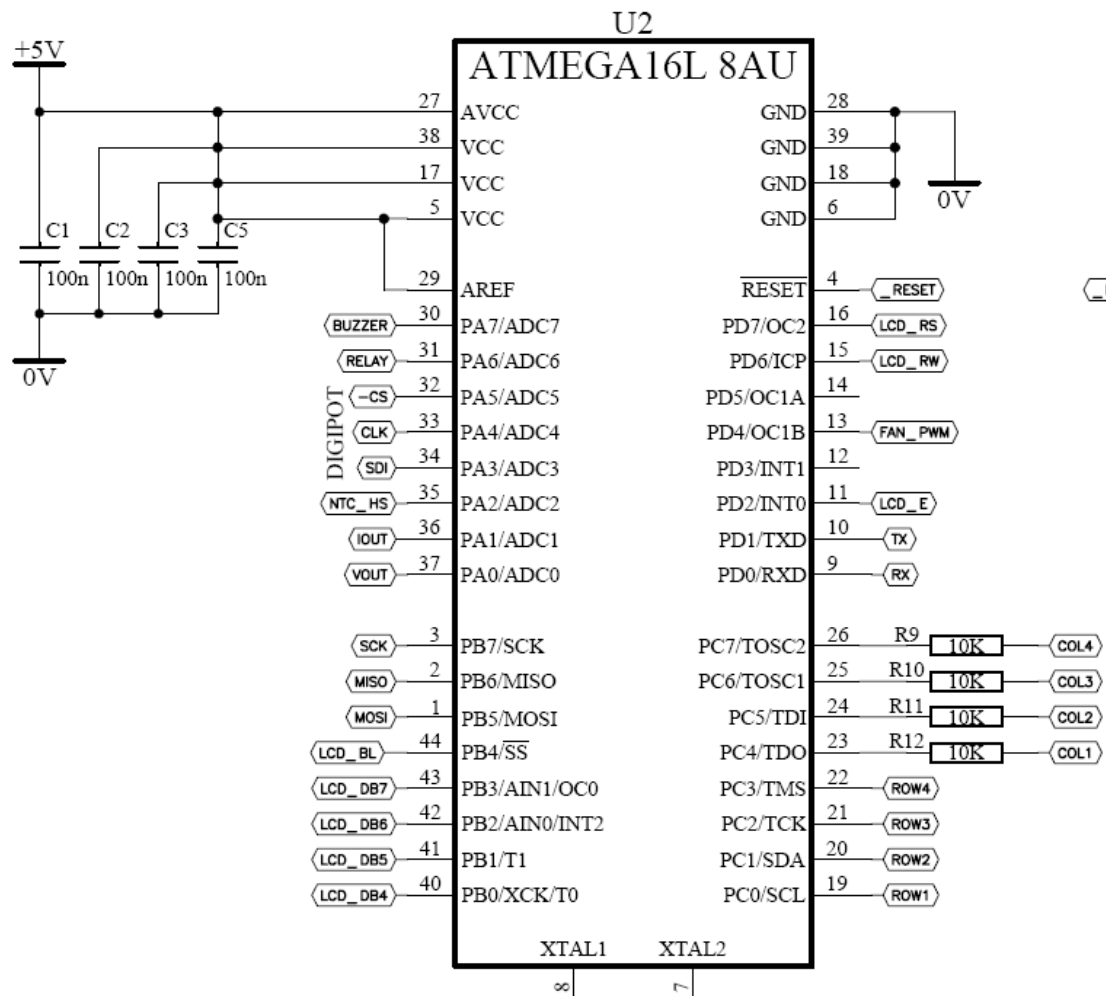 U2
+5V
ATMEGA16L 8AU
27 AVCC GND 28
38 VCC GND 39
17 VCC GND 18
5 VCC GND 6
0V
C1 C2 C3 C5
100n 100n 100n 100n
29 AREF RESET 4 _RESET
BUZZER 30 PA7/ADC7 PD7/OC2 16 LCD_RS
0V
RELAY 31 PA6/ADC6 PD6/ICP 15 LCD_RW
DIGIPOT
-CS 32 PA5/ADC5 PD5/OC1A 14
CLK 33 PA4/ADC4 PD4/OC1B 13 FAN_PWM
SDI 34 PA3/ADC3 PD3/INT1 12
NTC_HS 35 PA2/ADC2 PD2/INT0 11 LCD_E
IOUT 36 PA1/ADC1 PD1/TXD 10 TX
VOUT 37 PA0/ADC0 PD0/RXD 9 RX
SCK 3 PB7/SCK PC7/TOSC2 26 R9 10K COL4
MISO 2 PB6/MISO PC6/TOSC1 25 R10 10K COL3
MOSI 1 PB5/MOSI PC5/TDI 24 R11 10K COL2
LCD_BL 44 PB4/SS PC4/TDO 23 R12 10K COL1
LCD_DB7 43 PB3/AIN1/OC0 PC3/TMS 22 ROW4
LCD_DB6 42 PB2/AIN0/INT2 PC2/TCK 21 ROW3
LCD_DB5 41 PB1/T1 PC1/SDA 20 ROW2
LCD_DB4 40 PB0/XCK/T0 PC0/SCL 19 ROW1
XTAL1 XTAL2
8 7